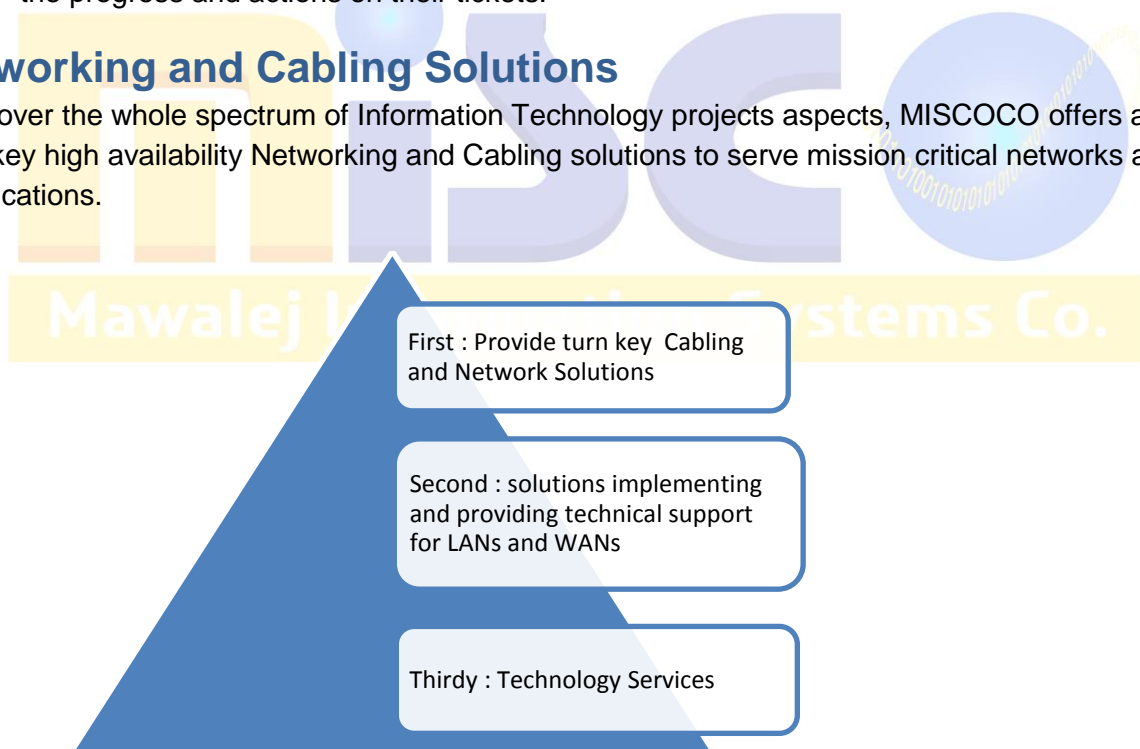 the progress and actions on their tickets.
working and Cabling Solutions
over the whole spectrum of Information Technology projects aspects, MISCOCO offers a
key high availability Networking and Cabling solutions to serve mission critical networks a
cations.
misco
Mawalej Systems Co.
First : Provide turn key Cabling
and Network Solutions
Second : solutions implementing
and providing technical support
for LANs and WANs
Thirdy : Technology Services